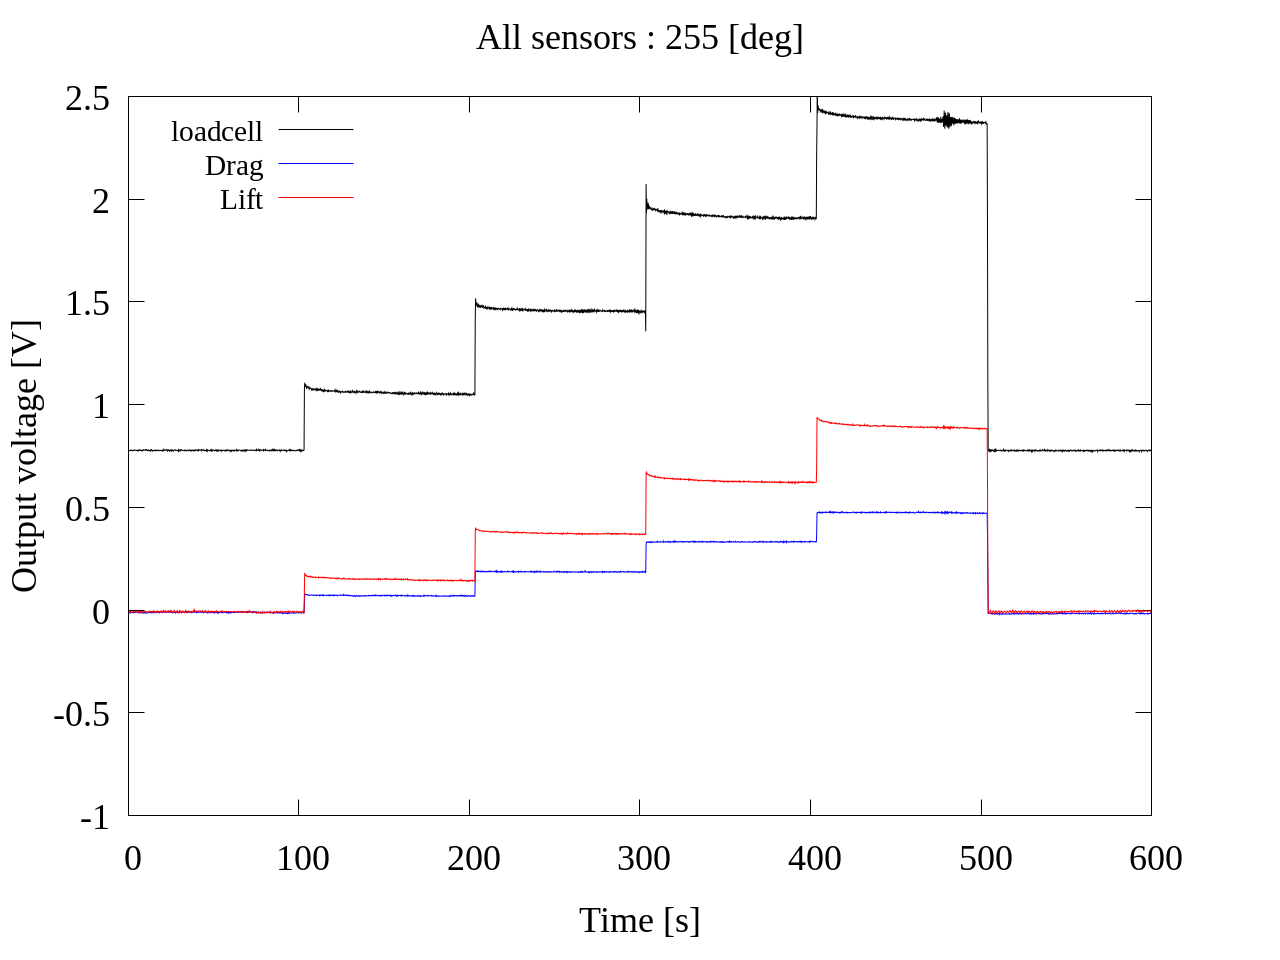 All sensors : 255 [deg]
2.5
2
1.5
1
0.5
0
-0.5
-1
Output voltage [V]
loadcell
Drag
Lift
0 100 200 300 400 500 600
Time [s]